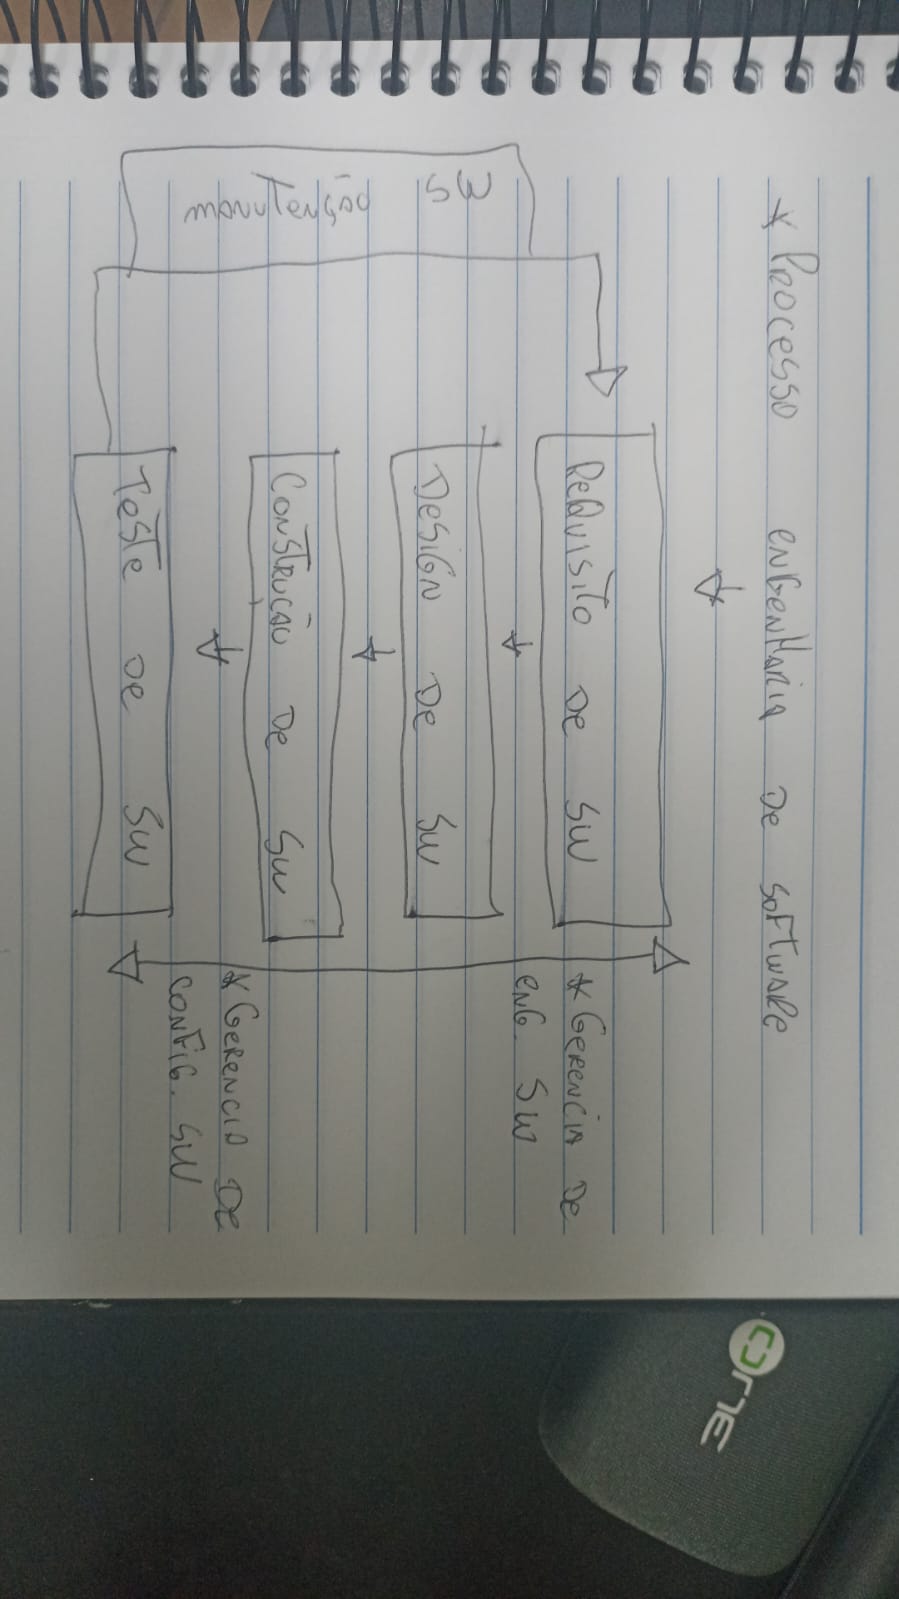 * PROCESSO ENGENHARIA DE SOFTWARE
REQUISITO DE SW
* GERENCIA DE
ENG. SW
DESIGN DE SW
CONSTRUÇÃO DE SW
* GERENCIA DE
CONFIG. SW
TESTE DE SW
manuTenção SW
ONE